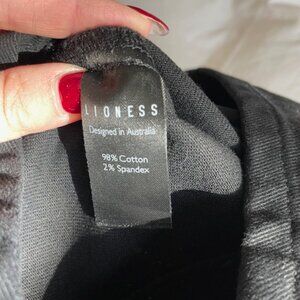 LIONESS
Designed in Australia
98% Cotton
2% Spandex